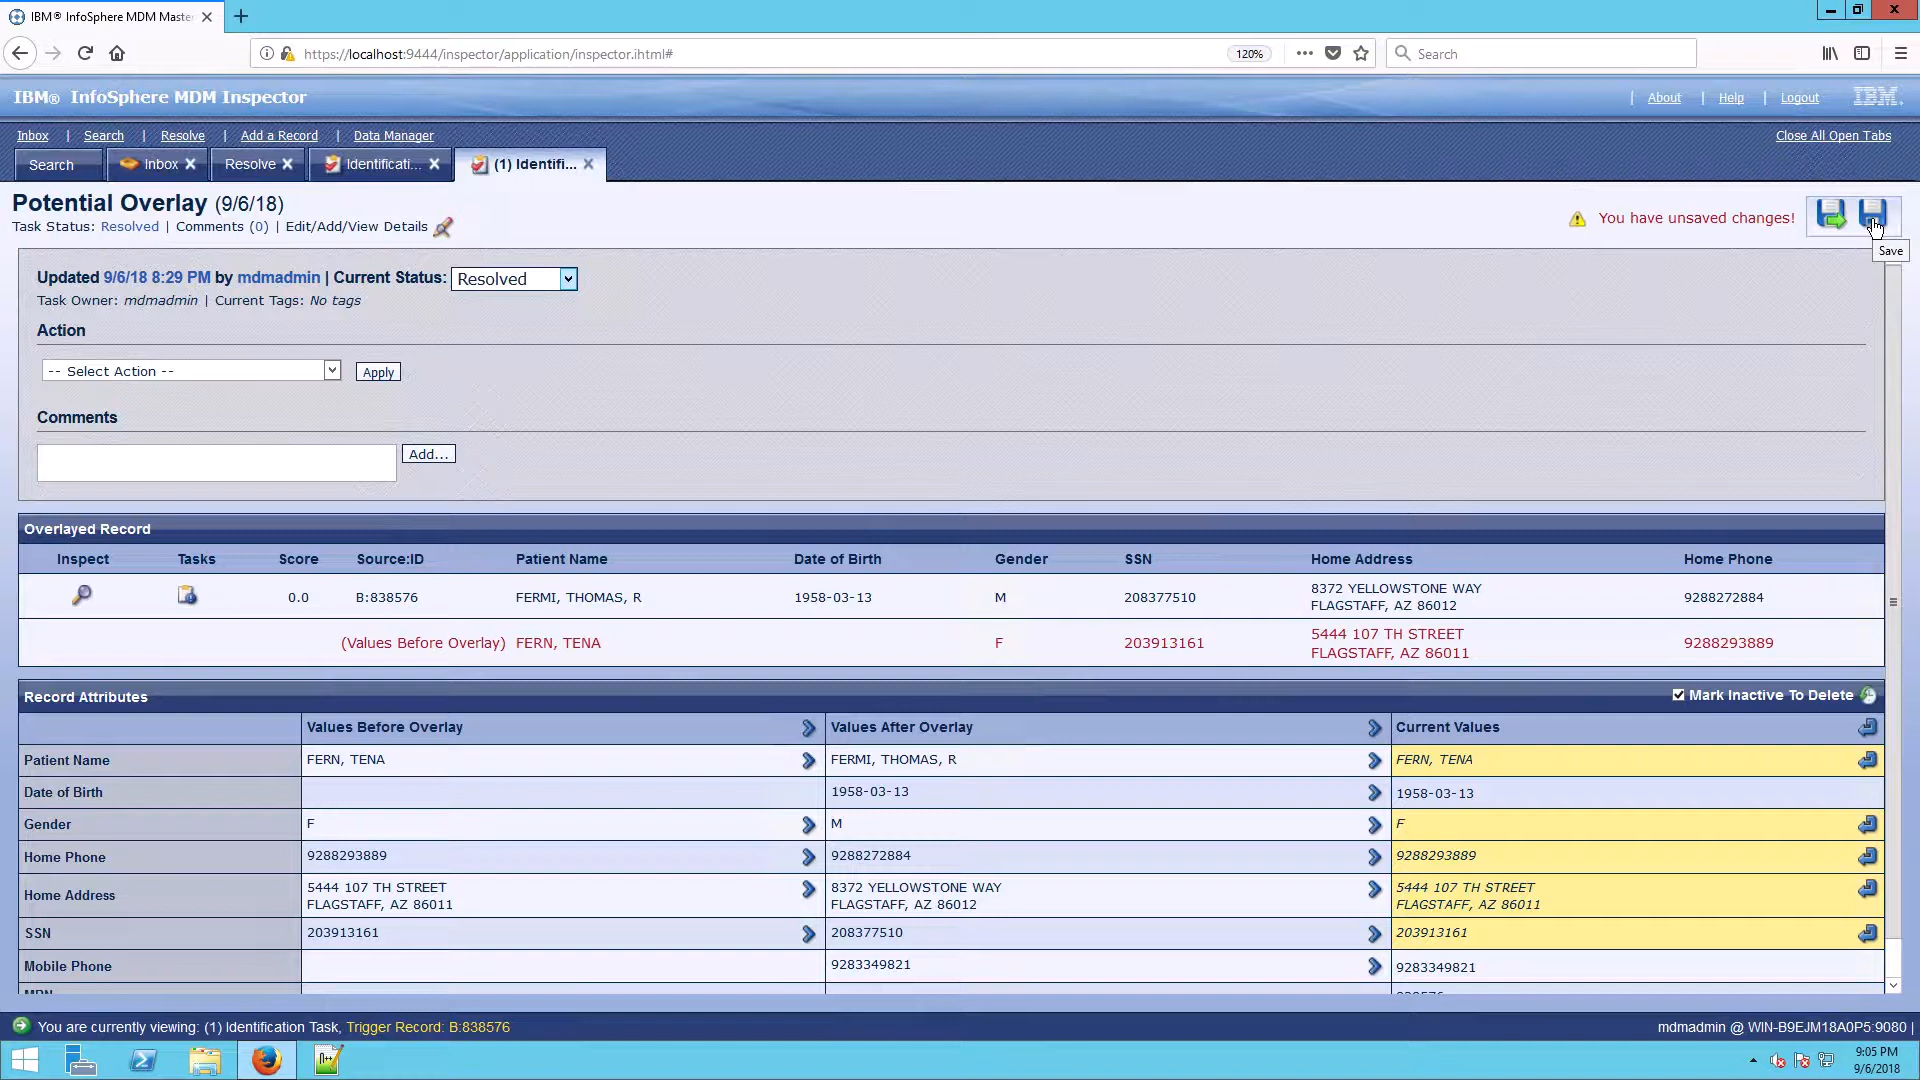 IBM® InfoSphere MDM Maste
https://localhost:9444/inspector/application/inspector.ihtml#
120%
Search
IBM® InfoSphere MDM Inspector
| About | Help | Logout IBM.
Inbox | Search | Resolve | Add a Record | Data Manager
Close All Open Tabs
Search
Inbox
Resolve
Identificati...
(1) Identifi...
Potential Overlay (9/6/18)
Task Status: Resolved | Comments (0) | Edit/Add/View Details
You have unsaved changes!
Save
Updated 9/6/18 8:29 PM by mdmadmin | Current Status: Resolved
Task Owner: mdmadmin | Current Tags: No tags
Action
-- Select Action --
Apply
Comments
Add...
Overlayed Record
Inspect Tasks Score Source:ID Patient Name Date of Birth Gender SSN Home Address Home Phone
0.0 B:838576 FERMI, THOMAS, R 1958-03-13 M 208377510 8372 YELLOWSTONE WAY 9288272884
FLAGSTAFF, AZ 86012
(Values Before Overlay) FERN, TENA F 203913161 5444 107 TH STREET 9288293889
FLAGSTAFF, AZ 86011
Record Attributes
Mark Inactive To Delete
Values Before Overlay Values After Overlay Current Values
Patient Name FERN, TENA FERMI, THOMAS, R FERN, TENA
Date of Birth 1958-03-13 1958-03-13
Gender F M F
Home Phone 9288293889 9288272884 9288293889
Home Address 5444 107 TH STREET 8372 YELLOWSTONE WAY 5444 107 TH STREET
FLAGSTAFF, AZ 86011 FLAGSTAFF, AZ 86012 FLAGSTAFF, AZ 86011
SSN 203913161 208377510 203913161
Mobile Phone 9283349821 9283349821
You are currently viewing: (1) Identification Task, Trigger Record: B:838576
mdmadmin @ WIN-B9EJM18A0P5:9080 |
9:05 PM
9/6/2018